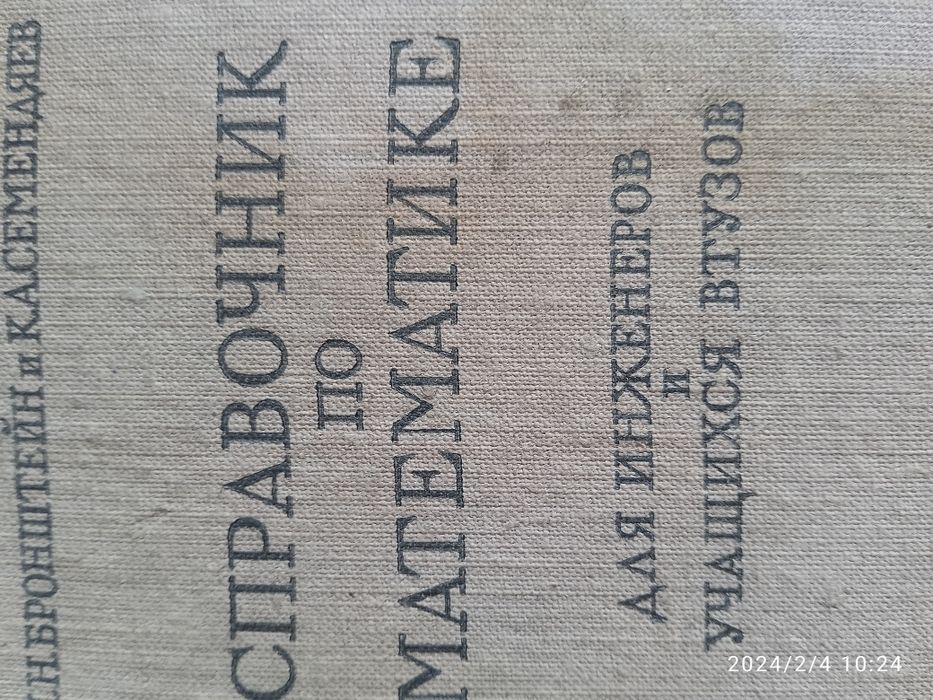 И.Н.БРОНШТЕЙН и К.А.СЕМЕНДЯЕВ
СПРАВОЧНИК
ПО
МАТЕМАТИКЕ
ДЛЯ ИНЖЕНЕРОВ
И
УЧАЩИХСЯ ВТУЗОВ
2024/2/4 10:24